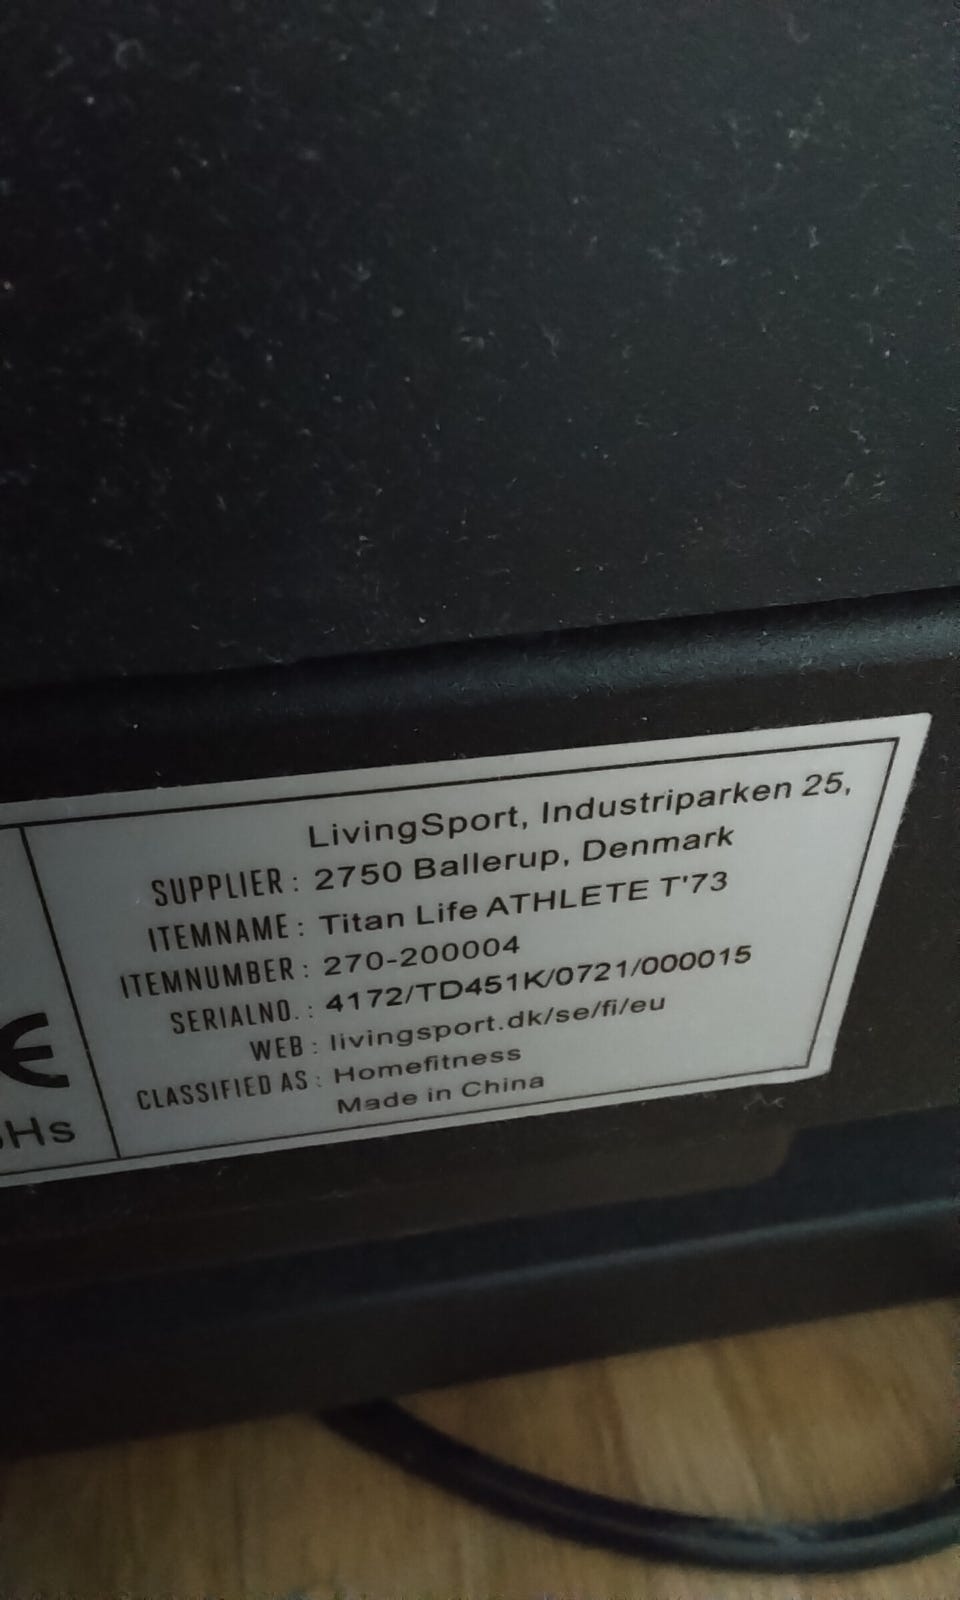 LivingSport, Industriparken 25,
SUPPLIER : 2750 Ballerup, Denmark
ITEMNAME : Titan Life ATHLETE T'73
ITEMNUMBER : 270-200004
SERIALNO. : 4172/TD451K/0721/000015
WEB : livingsport.dk/se/fi/eu
CLASSIFIED AS : Homefitness
Made in China
CE